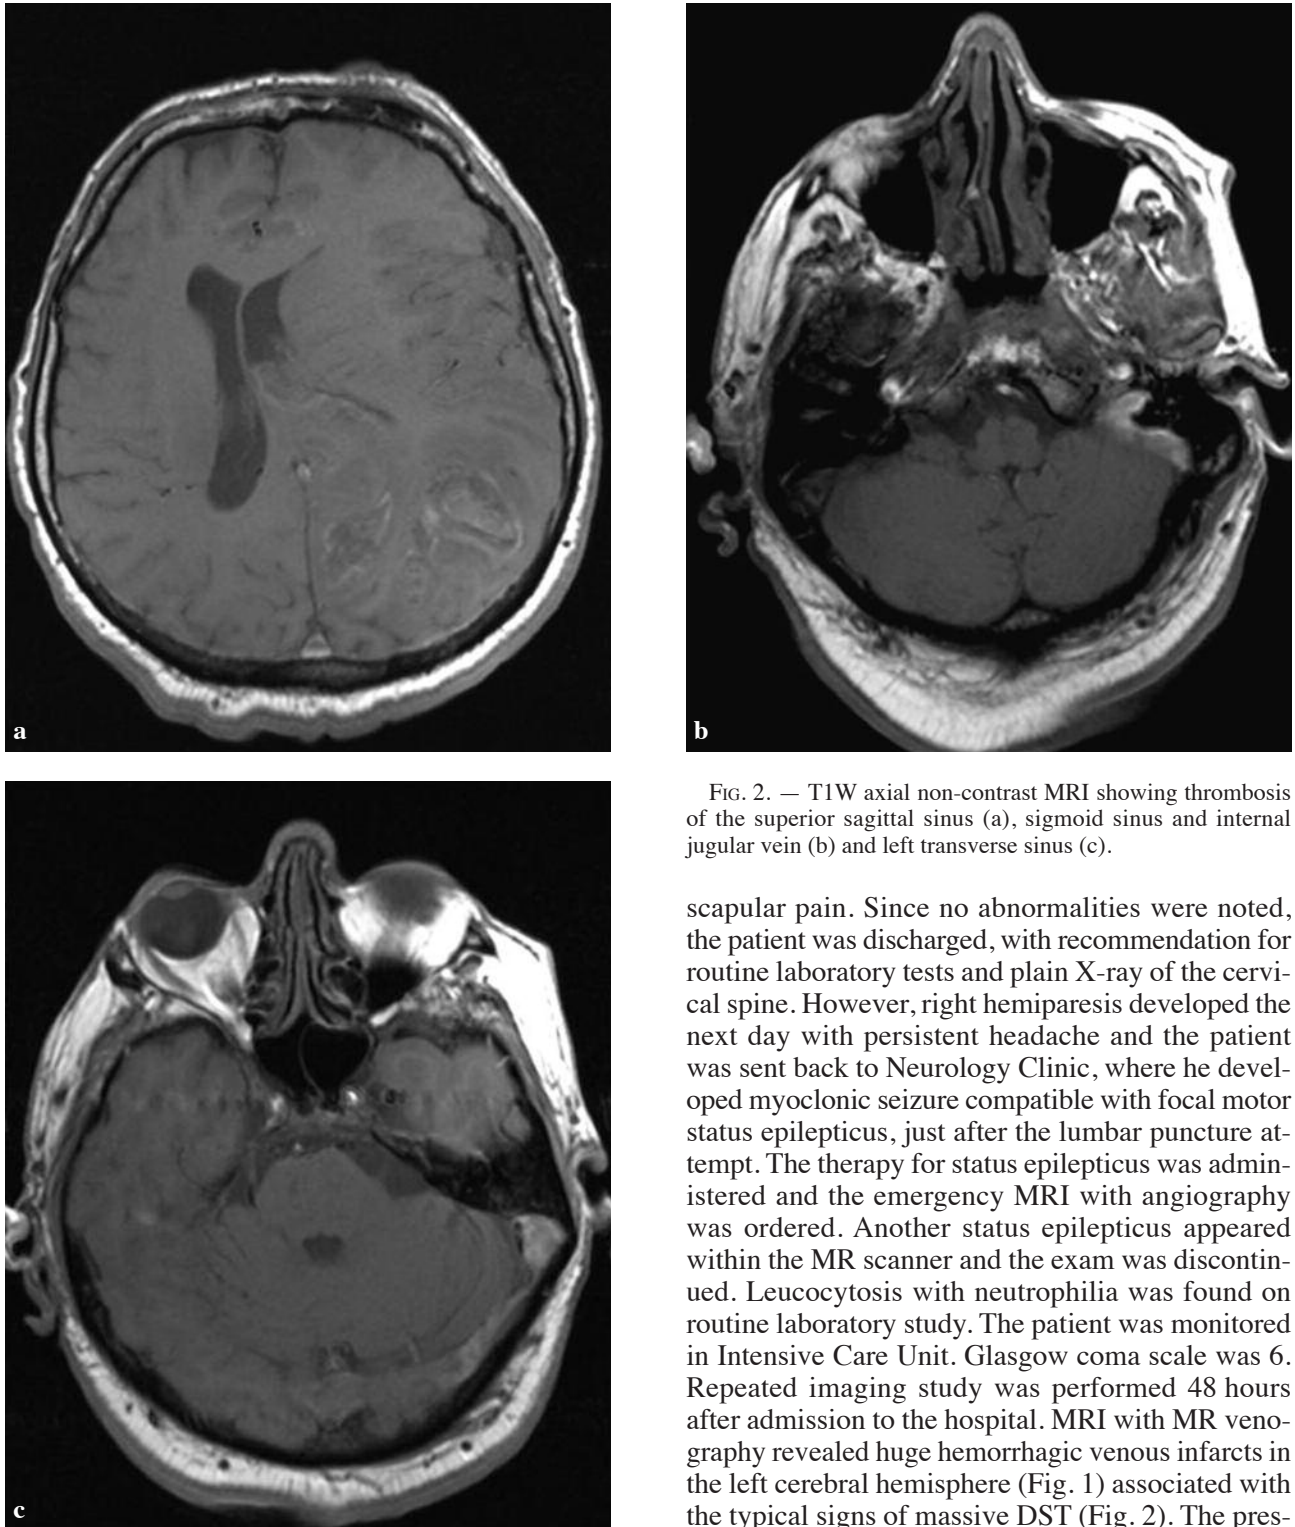 a
b
FIG. 2. — T1W axial non-contrast MRI showing thrombosis
of the superior sagittal sinus (a), sigmoid sinus and internal
jugular vein (b) and left transverse sinus (c).
c
scapular pain. Since no abnormalities were noted,
the patient was discharged, with recommendation for
routine laboratory tests and plain X-ray of the cervi-
cal spine. However, right hemiparesis developed the
next day with persistent headache and the patient
was sent back to Neurology Clinic, where he devel-
oped myoclonic seizure compatible with focal motor
status epilepticus, just after the lumbar puncture at-
tempt. The therapy for status epilepticus was admin-
istered and the emergency MRI with angiography
was ordered. Another status epilepticus appeared
within the MR scanner and the exam was discontin-
ued. Leucocytosis with neutrophilia was found on
routine laboratory study. The patient was monitored
in Intensive Care Unit. Glasgow coma scale was 6.
Repeated imaging study was performed 48 hours
after admission to the hospital. MRI with MR veno-
graphy revealed huge hemorrhagic venous infarcts in
the left cerebral hemisphere (Fig. 1) associated with
the typical signs of massive DST (Fig. 2). The pres-